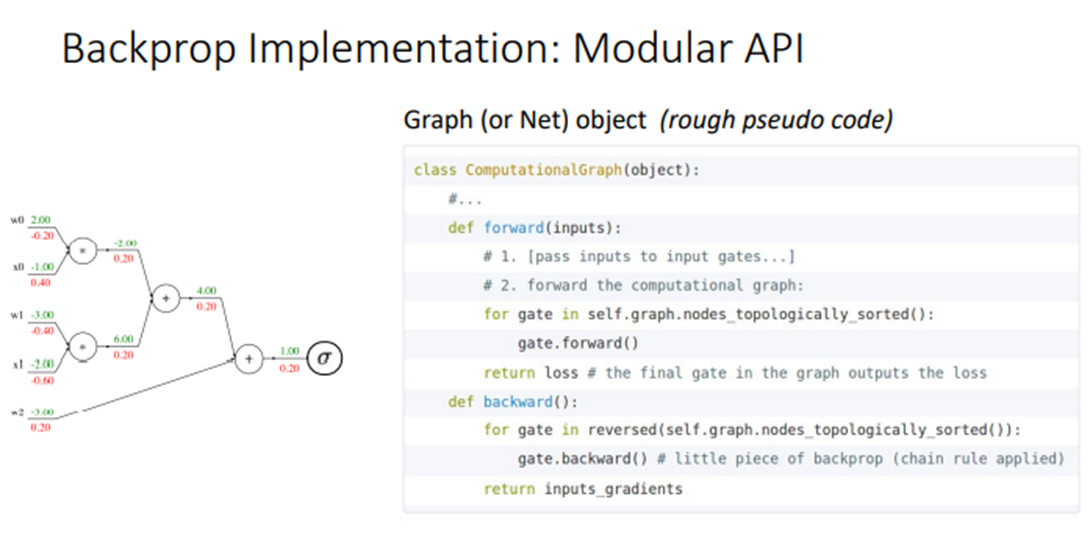 Backprop Implementation: Modular API
Graph (or Net) object (rough pseudo code)
class ComputationalGraph(object):
#...
def forward(inputs):
# 1. [pass inputs to input gates...]
# 2. forward the computational graph:
for gate in self.graph.nodes_topologically_sorted():
gate.forward()
return loss # the final gate in the graph outputs the loss
def backward():
for gate in reversed(self.graph.nodes_topologically_sorted()):
gate.backward() # little piece of backprop (chain rule applied)
return inputs_gradients
w0 2.00
-0.20
*
-2.00
0.20
x0 -1.00
0.40
+
4.00
0.20
w1 -3.00
-0.40
*
6.00
0.20
x1 -2.00
-0.60
+
1.00
0.20
σ
w2 -3.00
0.20